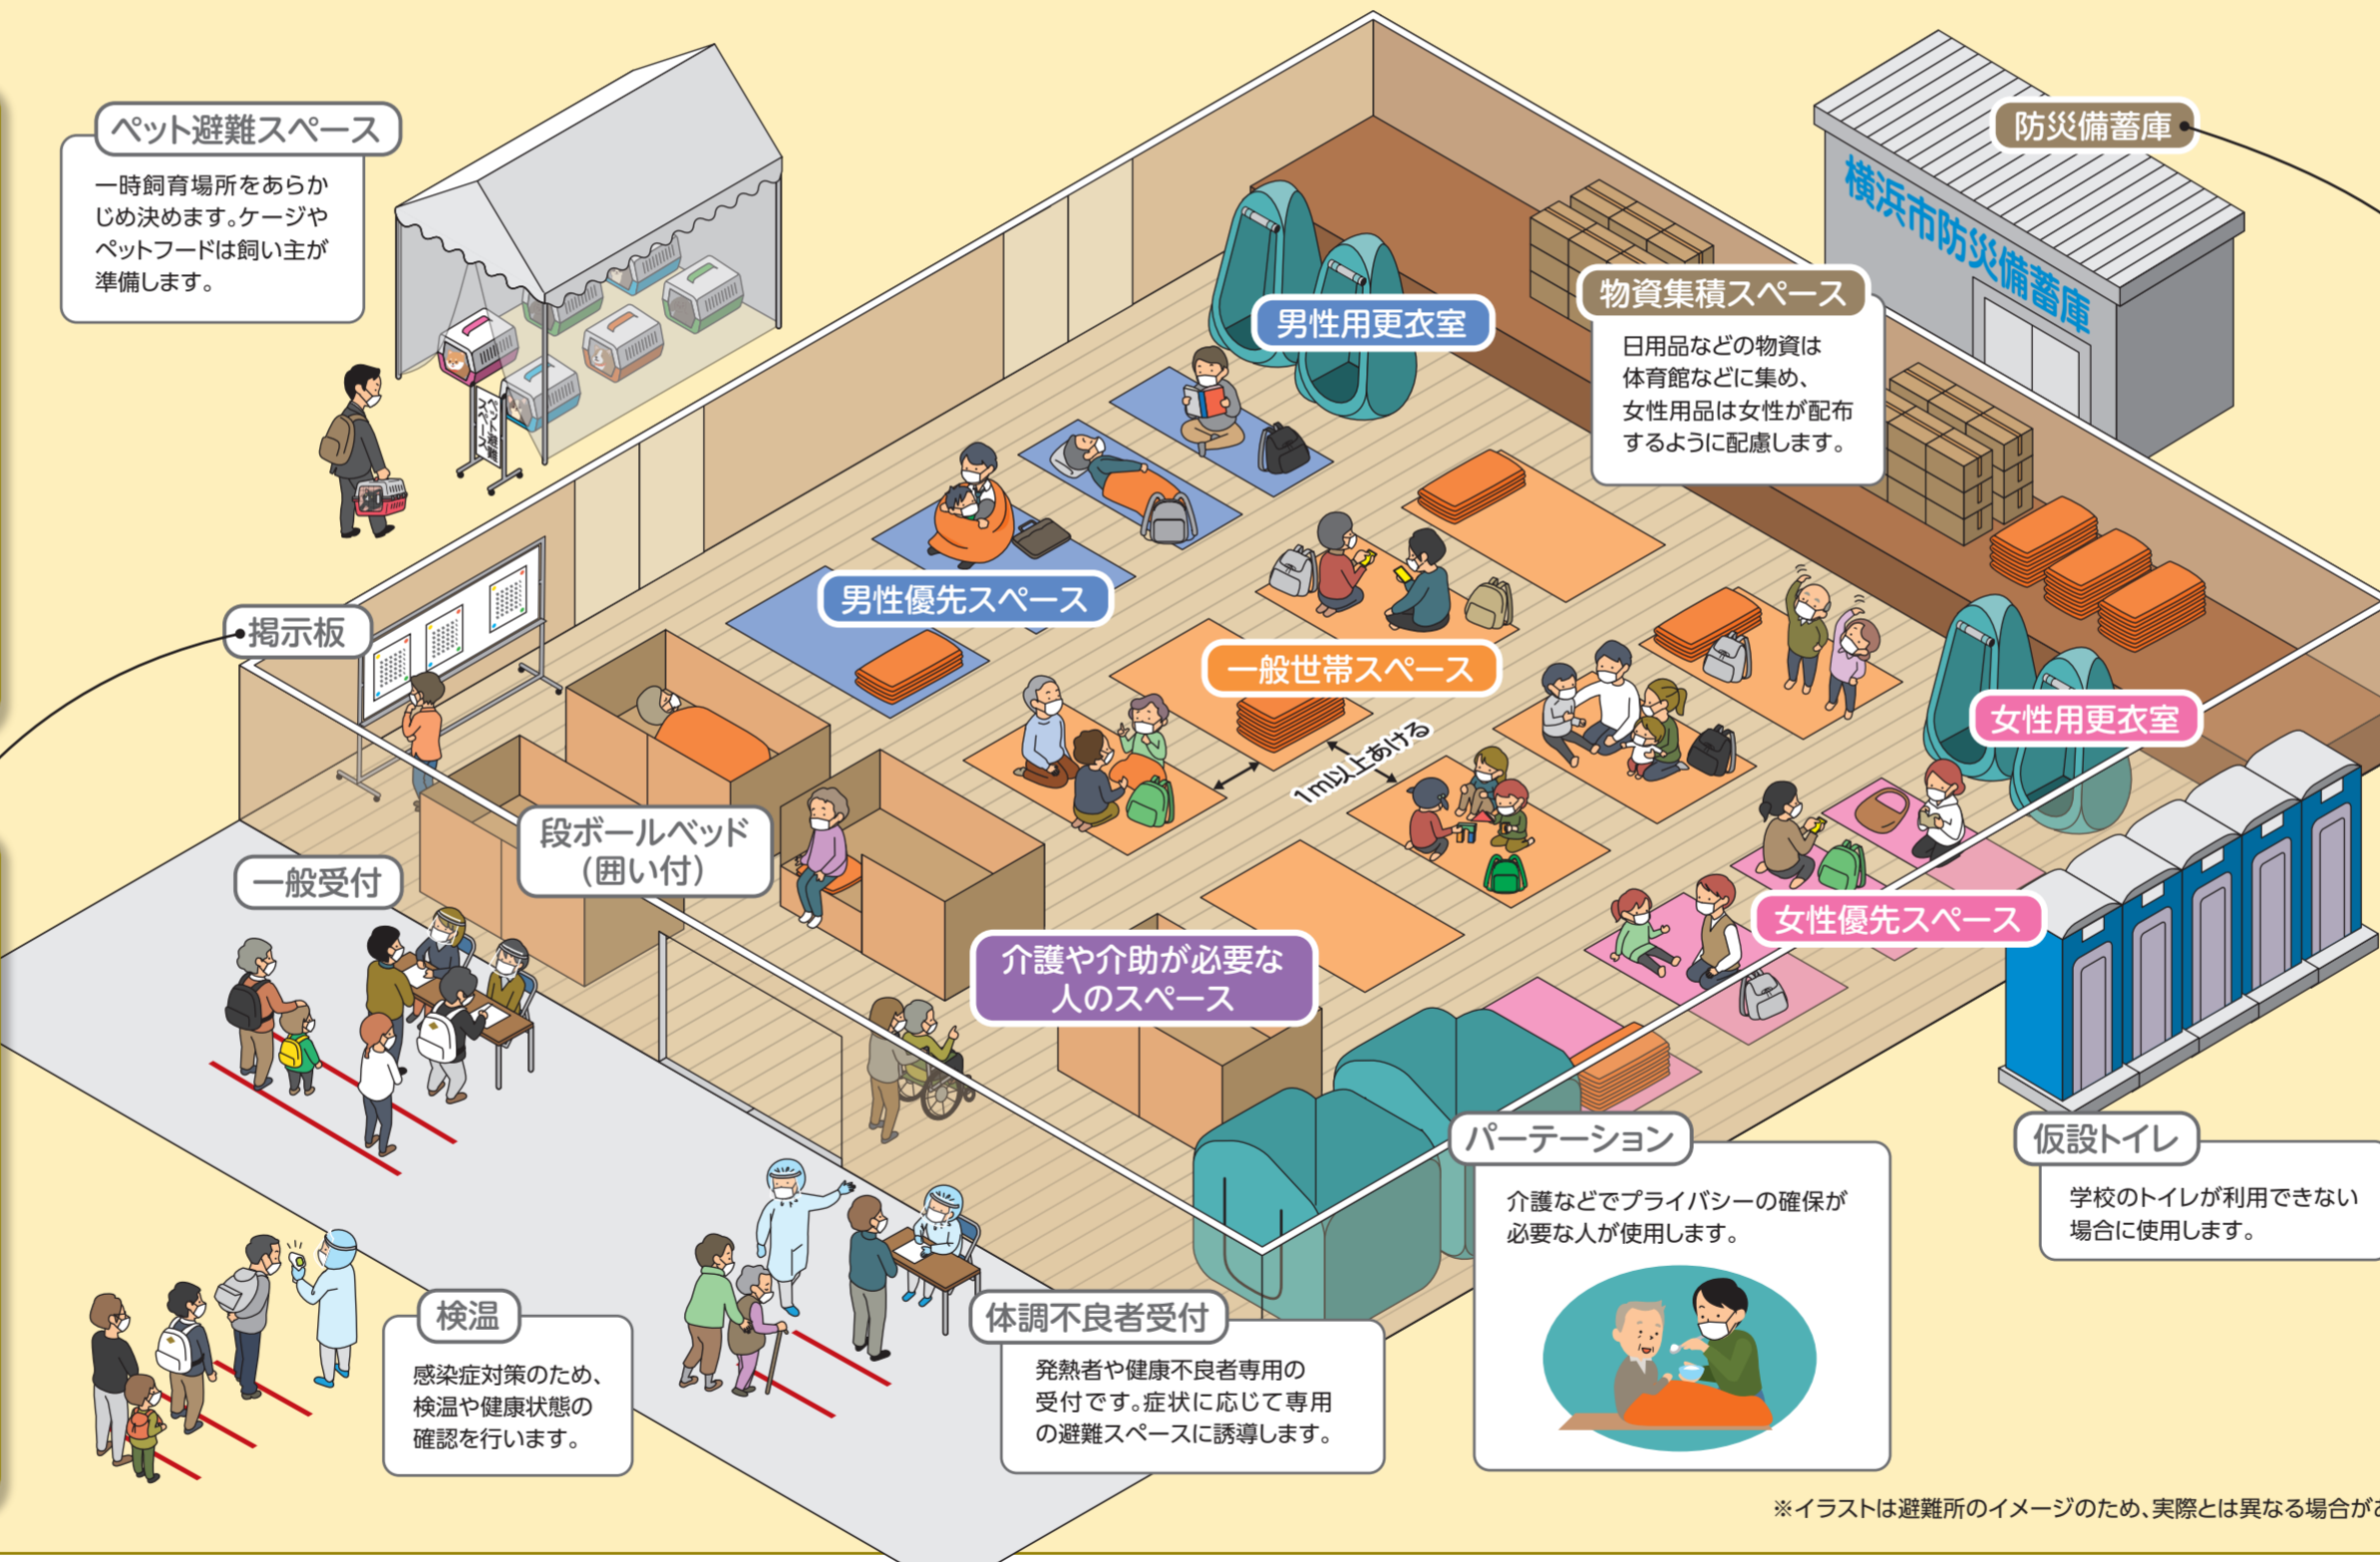 ペット避難スペース
一時飼育場所をあらか
じめ決めます。ケージや
ペットフードは飼い主が
準備します。
ペット避難
スペース
防災備蓄庫
横浜市防災備蓄庫
男性用更衣室
物資集積スペース
日用品などの物資は
体育館などに集め、
女性用品は女性が配布
するように配慮します。
男性優先スペース
掲示板
一般世帯スペース
1m以上あける
女性用更衣室
段ボールベッド
(囲い付)
一般受付
女性優先スペース
介護や介助が必要な
人のスペース
パーテーション
介護などでプライバシーの確保が
必要な人が使用します。
仮設トイレ
学校のトイレが利用できない
場合に使用します。
検温
感染症対策のため、
検温や健康状態の
確認を行います。
体調不良者受付
発熱者や健康不良者専用の
受付です。症状に応じて専用
の避難スペースに誘導します。
※イラストは避難所のイメージのため、実際とは異なる場合が